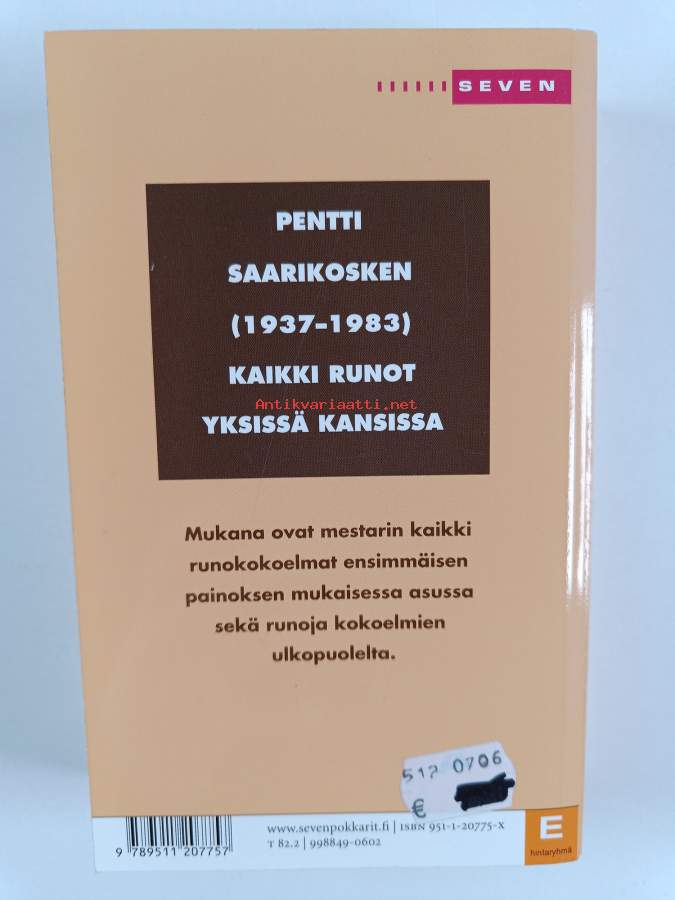 SEVEN
PENTTI
SAARIKOSKEN
(1937–1983)
KAIKKI RUNOT
Antikvariaatti.net
YKSISSÄ KANSISSA
Mukana ovat mestarin kaikki
runokokoelmat ensimmäisen
painoksen mukaisessa asussa
sekä runoja kokoelmien
ulkopuolelta.
512 0706
€
www.sevenpokkarit.fi | ISBN 951-1-20775-X
T 82.2 | 998849-0602
9 789511 207757
E
hintaryhmä